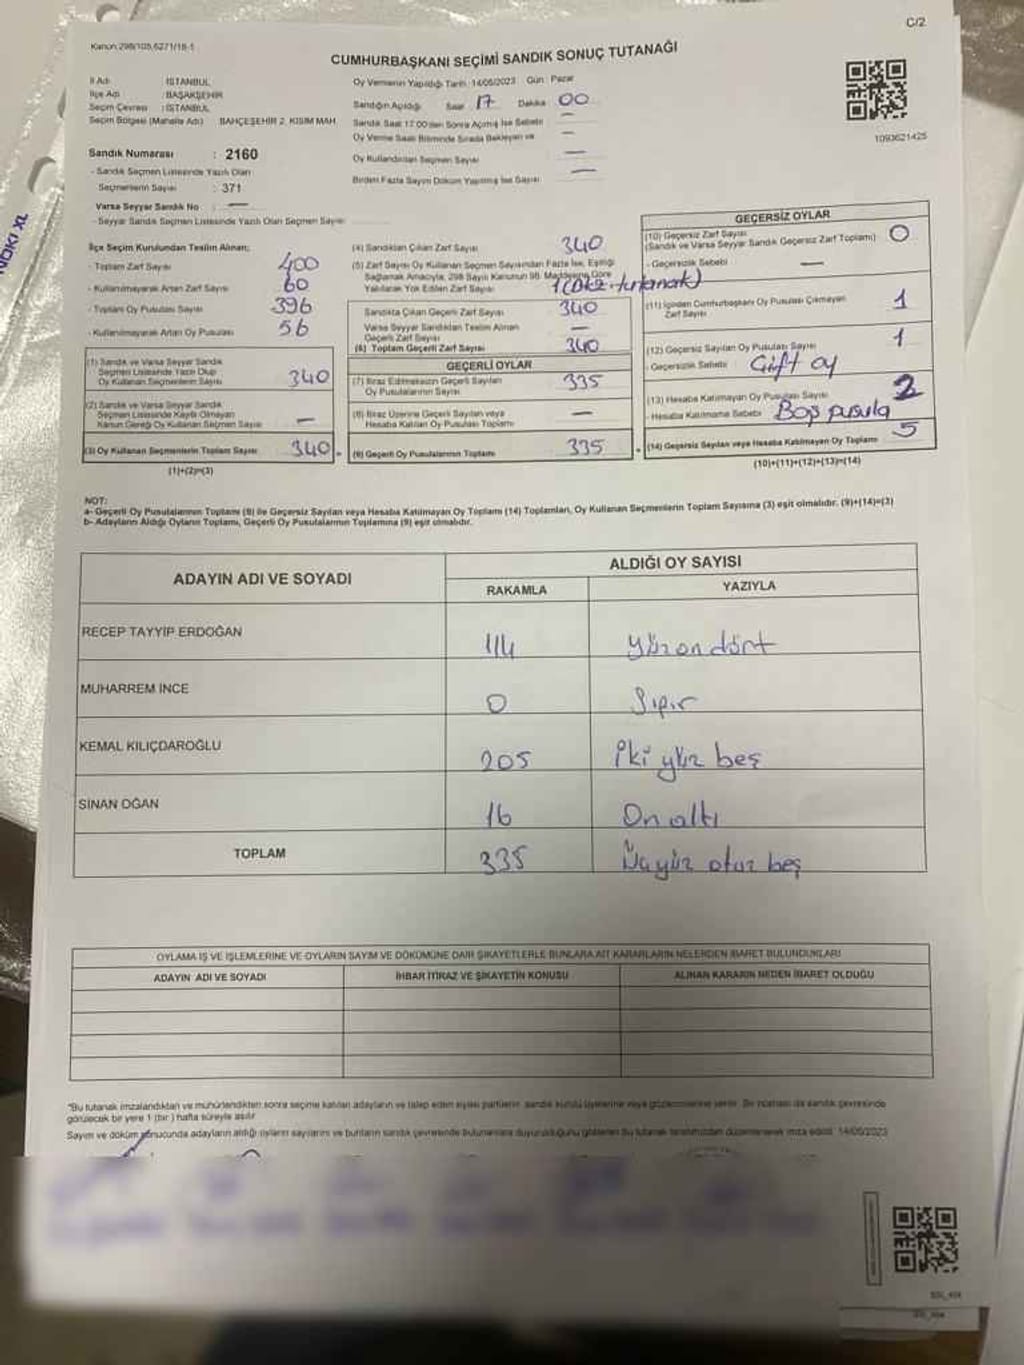 C/2
Kanun 298/105,6271/18-1
CUMHURBAŞKANI SEÇİMİ SANDIK SONUÇ TUTANAĞI
İl Adı : İSTANBUL
İlçe Adı : BAŞAKŞEHİR
Seçim Çevresi : İSTANBUL
Seçim Bölgesi (Mahalle Adı) BAHÇEŞEHİR 2. KISIM MAH.
Sandık Numarası : 2160
- Sandık Seçmen Listesinde Yazılı Olan
Seçmenlerin Sayısı : 371
Varsa Seyyar Sandık No : —
- Seyyar Sandık Seçmen Listesinde Yazılı Olan Seçmen Sayısı:
Oy Vermenin Yapıldığı Tarih : 14/05/2023 Gün : Pazar
Sandığın Açıldığı Saat 17 Dakika 00
Sandık Saat 17:00'den Sonra Açılmış İse Sebebi : —
Oy Verme Saati Bitiminde Sırada Bekleyen ve —
Oy Kullandırılan Seçmen Sayısı —
Birden Fazla Sayım Döküm Yapılmış İse Sayısı —
1093621425
İlçe Seçim Kurulundan Teslim Alınan;
- Toplam Zarf Sayısı 400
- Kullanılmayarak Artan Zarf Sayısı 60
- Toplam Oy Pusulası Sayısı 396
- Kullanılmayarak Artan Oy Pusulası 56
(1) Sandık ve Varsa Seyyar Sandık
Seçmen Listesinde Yazılı Olup
Oy Kullanan Seçmenlerin Sayısı 340
(2) Sandık ve Varsa Seyyar Sandık
Seçmen Listesinde Kayıtlı Olmayan
Kanun Gereği Oy Kullanan Seçmen Sayısı —
(3) Oy Kullanan Seçmenlerin Toplam Sayısı 340
(1)+(2)=(3)
(4) Sandıktan Çıkan Zarf Sayısı 340
(5) Zarf Sayısı Oy Kullanan Seçmen Sayısından Fazla İse, Eşitliği
Sağlamak Amacıyla, 298 Sayılı Kanunun 98. Maddesine Göre
Yakılarak Yok Edilen Zarf Sayısı
Sandıkta Çıkan Geçerli Zarf Sayısı 340
Varsa Seyyar Sandıktan Teslim Alınan
Geçerli Zarf Sayısı —
(6) Toplam Geçerli Zarf Sayısı 340
GEÇERLİ OYLAR
(7) İtiraz Edilmeksizin Geçerli Sayılan
Oy Pusulalarının Sayısı 335
(8) İtiraz Üzerine Geçerli Sayılan veya
Hesaba Katılan Oy Pusulası Toplamı —
(9) Geçerli Oy Pusulalarının Toplamı 335
GEÇERSİZ OYLAR
(10) Geçersiz Zarf Sayısı
(Sandık ve Varsa Seyyar Sandık Geçersiz Zarf Toplamı) 0
- Geçersizlik Sebebi —
(11) İçinden Cumhurbaşkanı Oy Pusulası Çıkmayan
Zarf Sayısı 1
(12) Geçersiz Sayılan Oy Pusulası Sayısı 1
- Geçersizlik Sebebi : Çift oy
(13) Hesaba Katılmayan Oy Pusulası Sayısı 2
- Hesaba Katılmama Sebebi Boş pusula
(14) Geçersiz Sayılan veya Hesaba Katılmayan Oy Toplamı 5
(10)+(11)+(12)+(13)=(14)
NOT:
a- Geçerli Oy Pusulalarının Toplamı (9) ile Geçersiz Sayılan veya Hesaba Katılmayan Oy Toplamı (14) Toplamları, Oy Kullanan Seçmenlerin Toplam Sayısına (3) eşit olmalıdır. (9)+(14)=(3)
b- Adayların Aldığı Oyların Toplamı, Geçerli Oy Pusulalarının Toplamına (9) eşit olmalıdır.
ADAYIN ADI VE SOYADI ALDIĞI OY SAYISI
RAKAMLA YAZIYLA
RECEP TAYYİP ERDOĞAN 114 Yüzondört
MUHARREM İNCE 0 Sıfır
KEMAL KILIÇDAROĞLU 205 İki yüz beş
SİNAN OĞAN 16 On altı
TOPLAM 335 Üçyüz otuz beş
OYLAMA İŞ VE İŞLEMLERİNE VE OYLARIN SAYIM VE DÖKÜMÜNE DAİR ŞİKAYETLERLE BUNLARA AİT KARARLARIN NELERDEN İBARET BULUNDUKLARI
ADAYIN ADI VE SOYADI İHBAR İTİRAZ VE ŞİKAYETİN KONUSU ALINAN KARARIN NEDEN İBARET OLDUĞU
"Bu tutanak imzalandıktan ve mühürlendikten sonra seçime katılan adayların ve talep eden siyasi partilerin, sandık kurulu üyelerine veya gözlemcilerine verilir. Bir nüshası da sandık çevresinde
görülecek bir yere 1 (bir) hafta süreyle asılır.
Sayım ve döküm sonucunda adayların aldığı oyların sayılarını ve bunların sandık çevresinde bulunanlara duyurulduğunu gösteren bu tutanak tarafımızdan düzenlenerek imza edildi. 14/05/2023